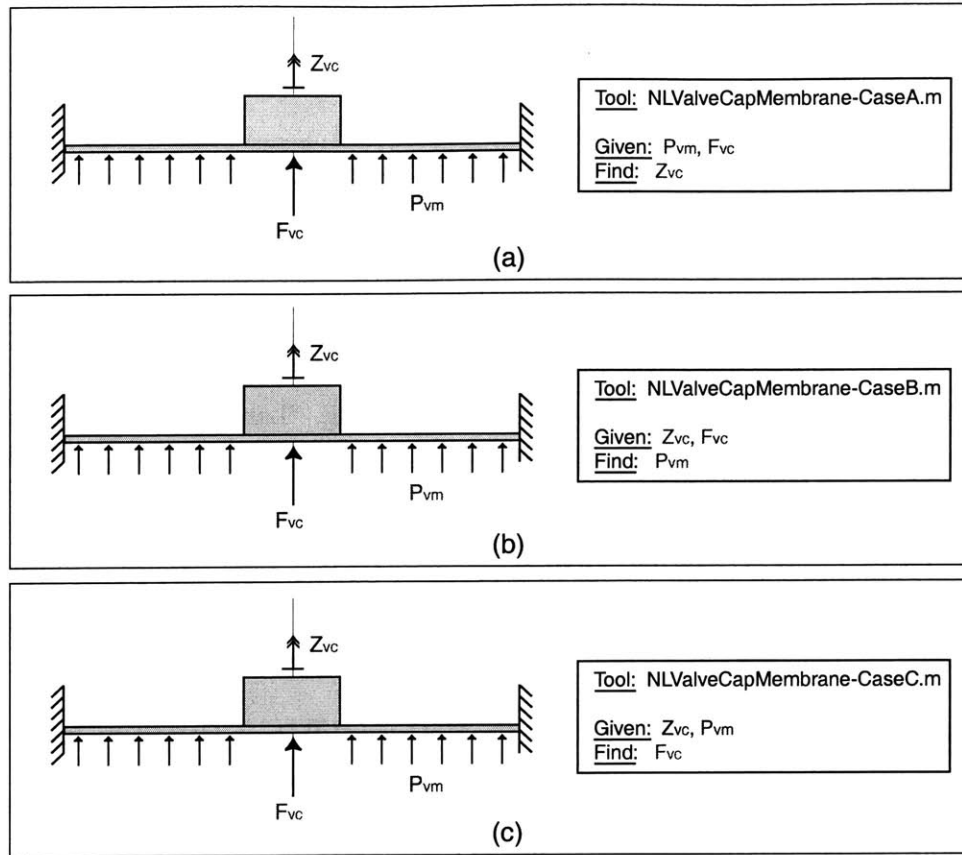 Zvc
Tool: NLValveCapMembrane-CaseA.m
Given: Pvm, Fvc
Find: Zvc
Pvm
Fvc
(a)
Zvc
Tool: NLValveCapMembrane-CaseB.m
Given: Zvc, Fvc
Find: Pvm
Pvm
Fvc
(b)
Zvc
Tool: NLValveCapMembrane-CaseC.m
Given: Zvc, Pvm
Find: Fvc
Pvm
Fvc
(c)